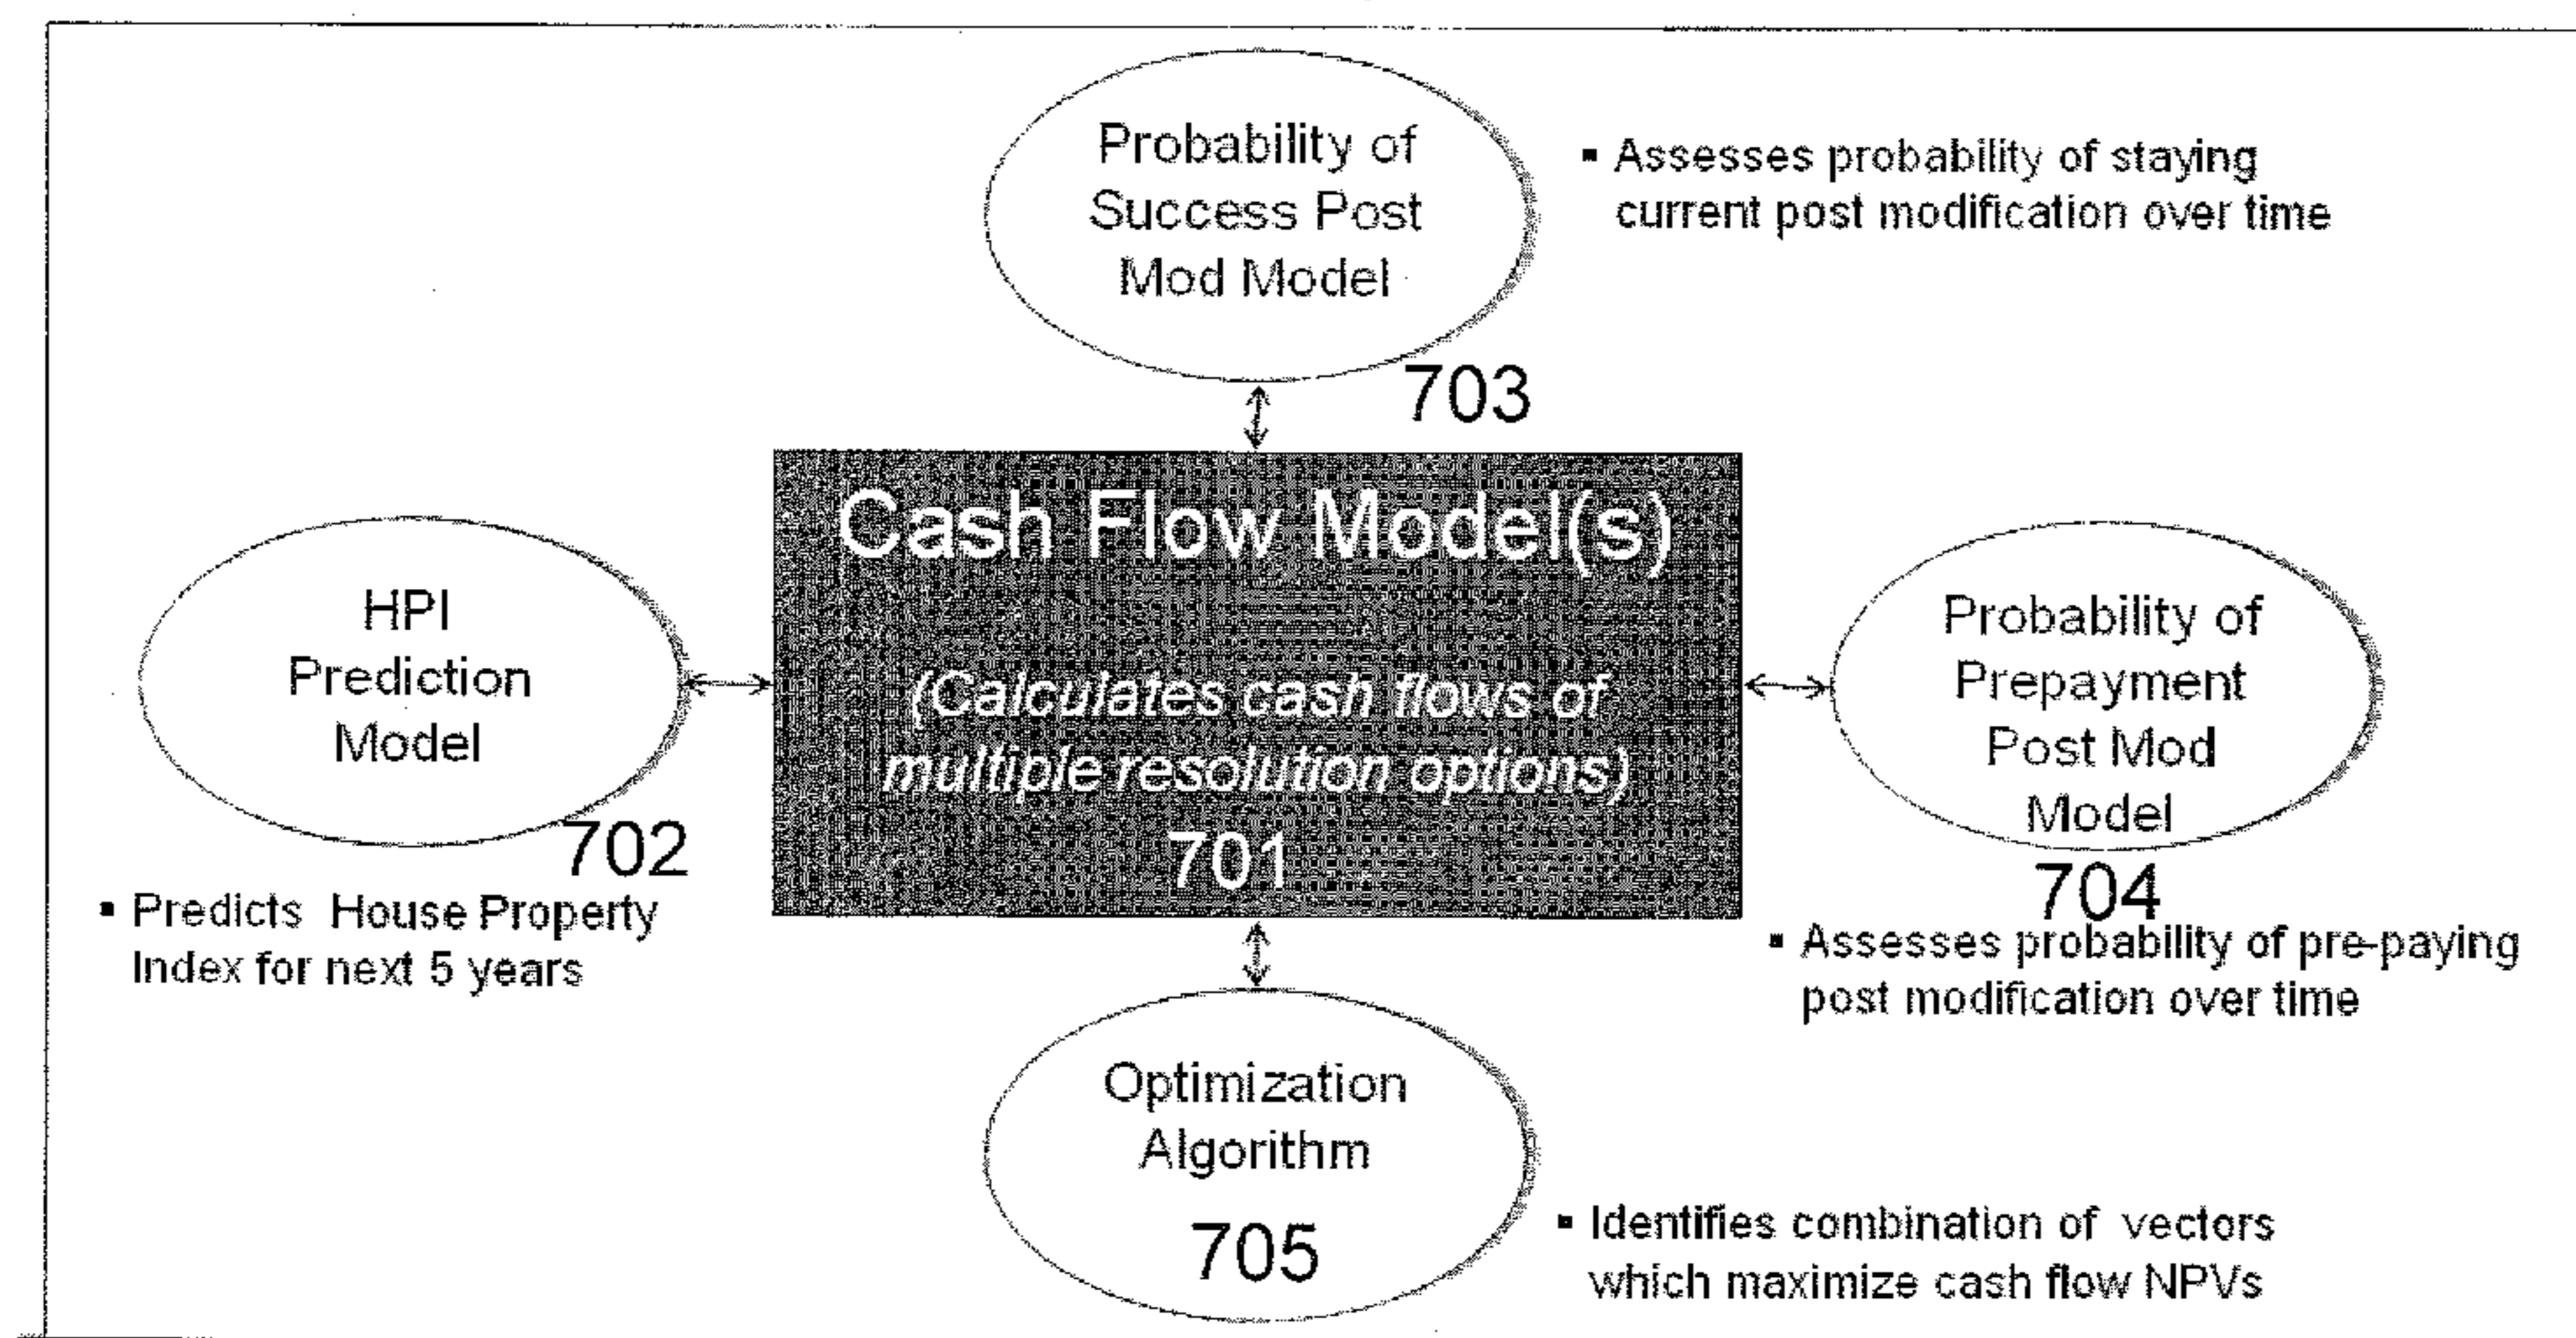 Probability of
Success Post
Mod Model
703
▪ Assesses probability of staying
current post modification over time
HPI
Prediction
Model
702
▪ Predicts House Property
Index for next 5 years
Cash Flow Model(s)
(Calculates cash flows of
multiple resolution options)
701
Probability of
Prepayment
Post Mod
Model
704
▪ Assesses probability of pre-paying
post modification over time
Optimization
Algorithm
705
▪ Identifies combination of vectors
which maximize cash flow NPVs